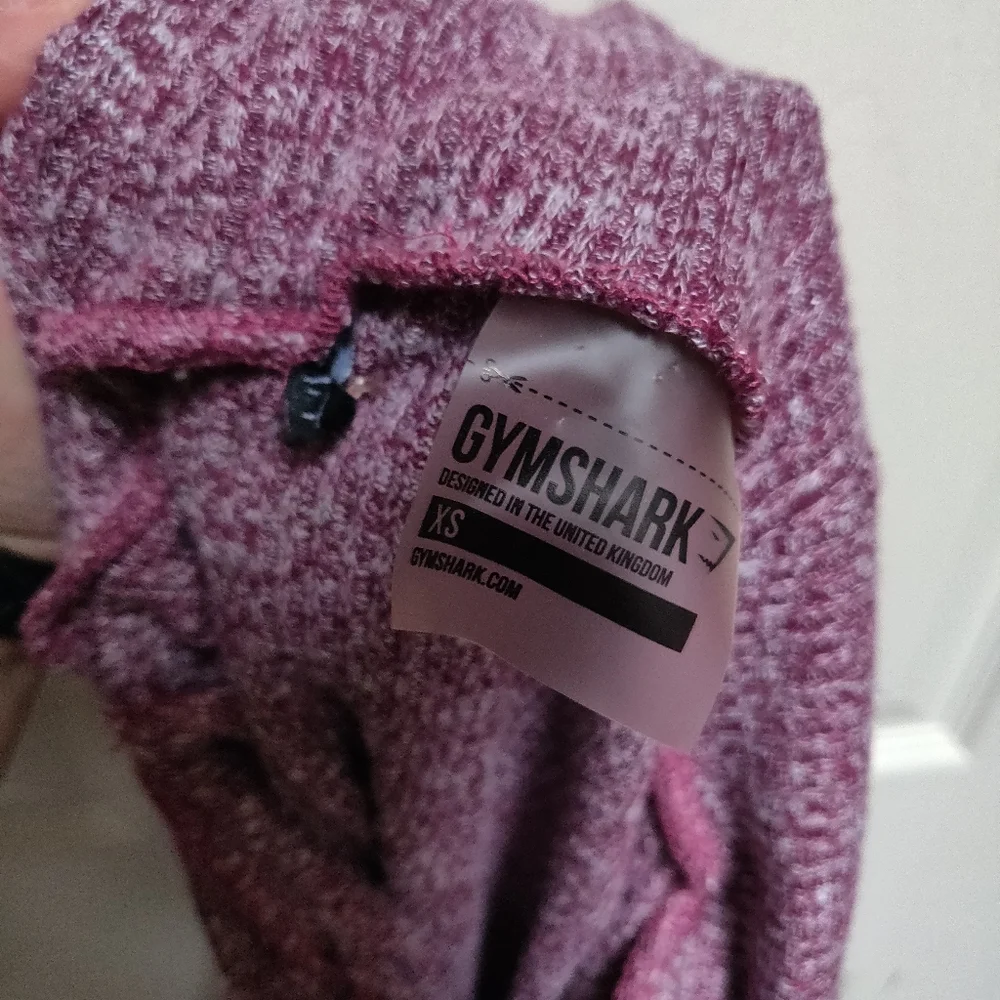 GYMSHARK
DESIGNED IN THE UNITED KINGDOM
XS
GYMSHARK.COM